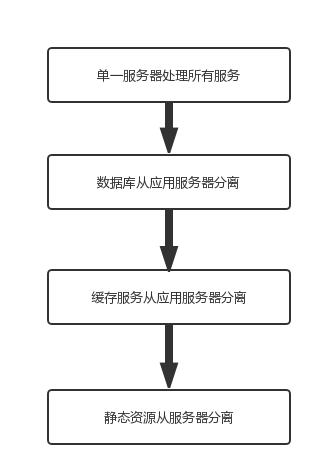 单一服务器处理所有服务
数据库从应用服务器分离
缓存服务从应用服务器分离
静态资源从服务器分离